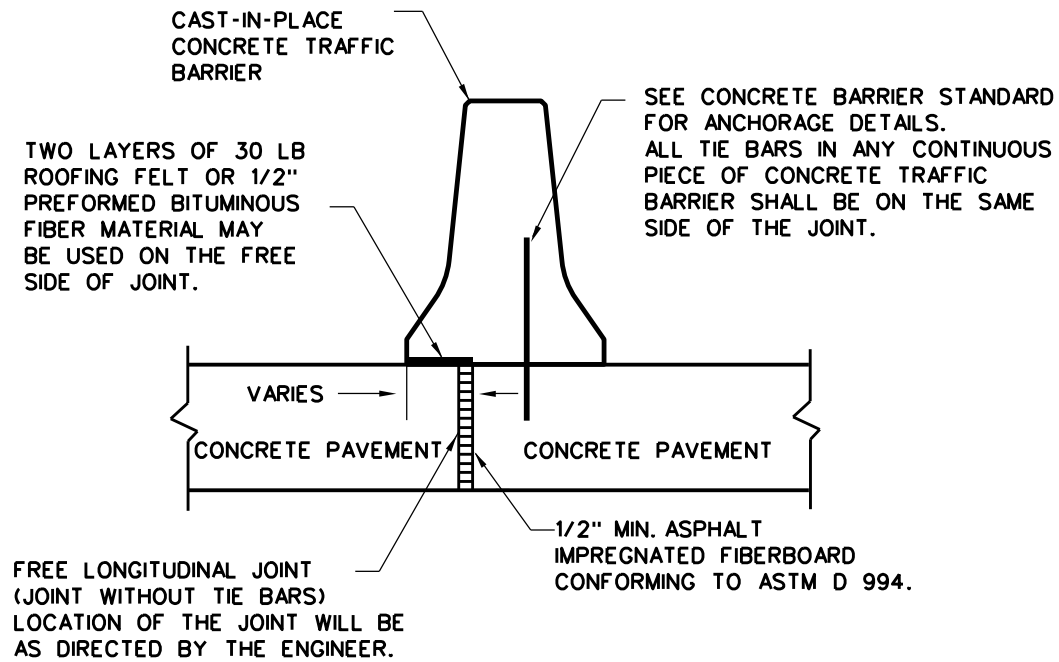 CAST-IN-PLACE
CONCRETE TRAFFIC
BARRIER
SEE CONCRETE BARRIER STANDARD
FOR ANCHORAGE DETAILS.
ALL TIE BARS IN ANY CONTINUOUS
PIECE OF CONCRETE TRAFFIC
BARRIER SHALL BE ON THE SAME
SIDE OF THE JOINT.
TWO LAYERS OF 30 LB
ROOFING FELT OR 1/2"
PREFORMED BITUMINOUS
FIBER MATERIAL MAY
BE USED ON THE FREE
SIDE OF JOINT.
VARIES
CONCRETE PAVEMENT
CONCRETE PAVEMENT
1/2" MIN. ASPHALT
IMPREGNATED FIBERBOARD
CONFORMING TO ASTM D 994.
FREE LONGITUDINAL JOINT
(JOINT WITHOUT TIE BARS)
LOCATION OF THE JOINT WILL BE
AS DIRECTED BY THE ENGINEER.